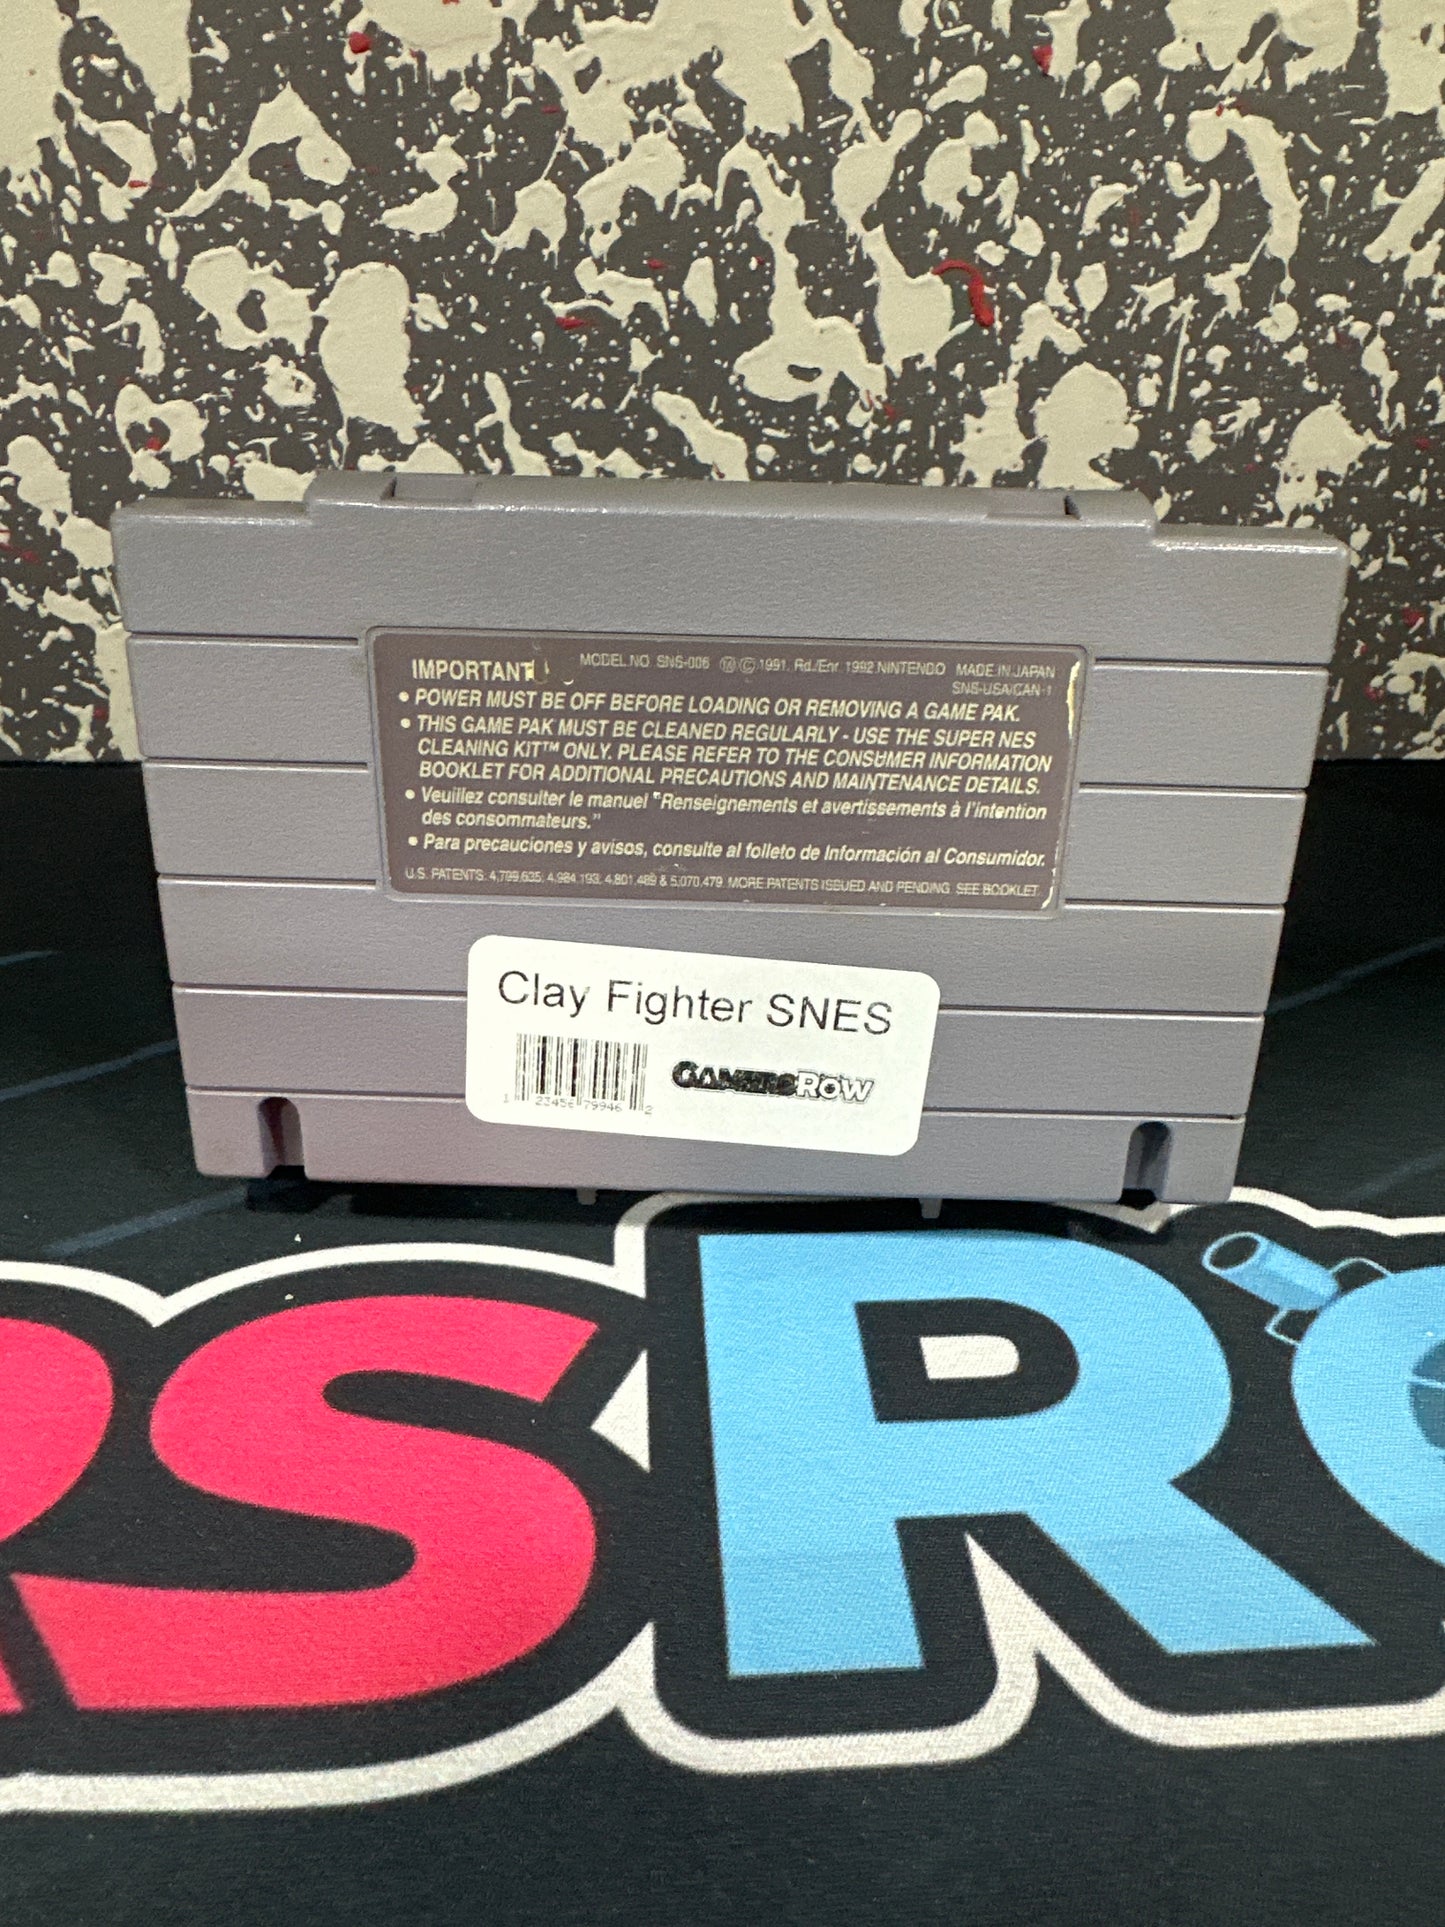 IMPORTANT
MODEL NO. SNS-006 Ⓜ Ⓒ 1991. Rd./Enr. 1992 NINTENDO MADE IN JAPAN
SNS-USA/CAN-1
• POWER MUST BE OFF BEFORE LOADING OR REMOVING A GAME PAK.
• THIS GAME PAK MUST BE CLEANED REGULARLY - USE THE SUPER NES
CLEANING KIT™ ONLY. PLEASE REFER TO THE CONSUMER INFORMATION
BOOKLET FOR ADDITIONAL PRECAUTIONS AND MAINTENANCE DETAILS.
• Veuillez consulter le manuel "Renseignements et avertissements à l'intention
des consommateurs."
• Para precauciones y avisos, consulte al folleto de Información al Consumidor.
U.S. PATENTS: 4,799,635; 4,984,193; 4,801,489 & 5,070,479. MORE PATENTS ISSUED AND PENDING. SEE BOOKLET.
Clay Fighter SNES
1 23456 79946 2
GAMERSROW
RSRO